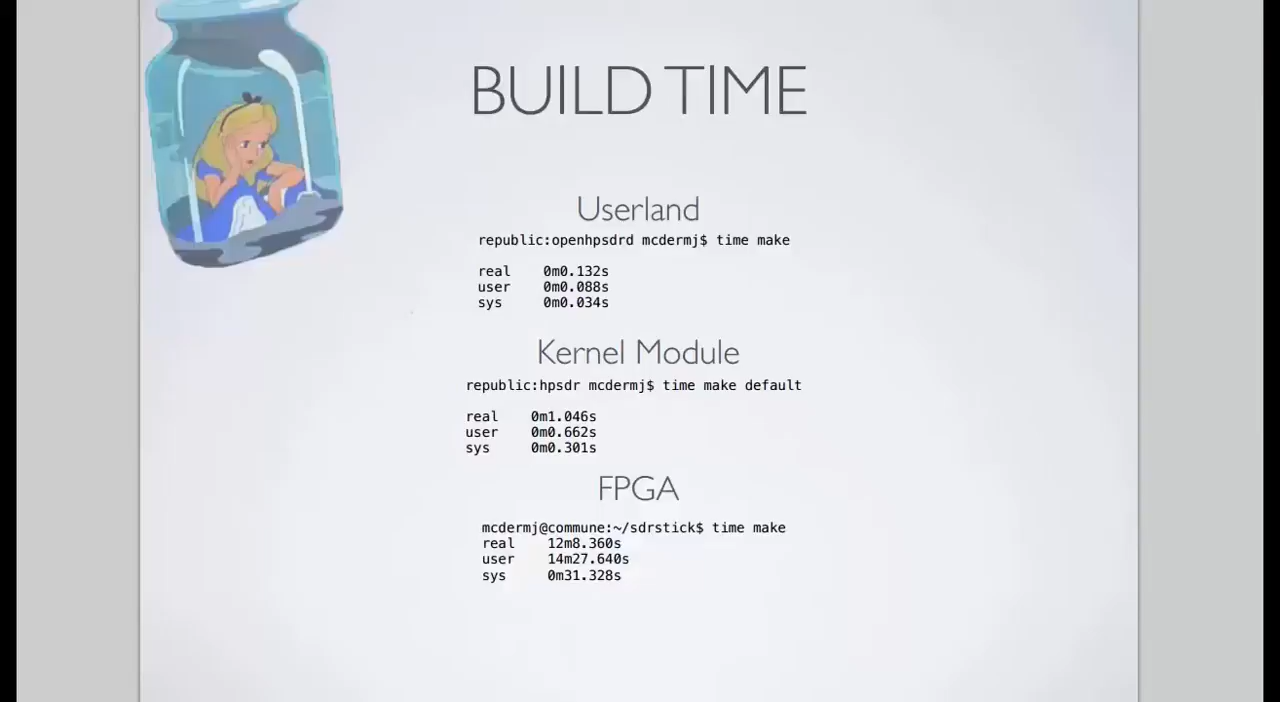 BUILD TIME
Userland
republic:openhpsdrd mcdermj$ time make
real 0m0.132s
user 0m0.088s
sys 0m0.034s
Kernel Module
republic:hpsdr mcdermj$ time make default
real 0m1.046s
user 0m0.662s
sys 0m0.301s
FPGA
mcdermj@commune:~/sdrstick$ time make
real 12m8.360s
user 14m27.640s
sys 0m31.328s